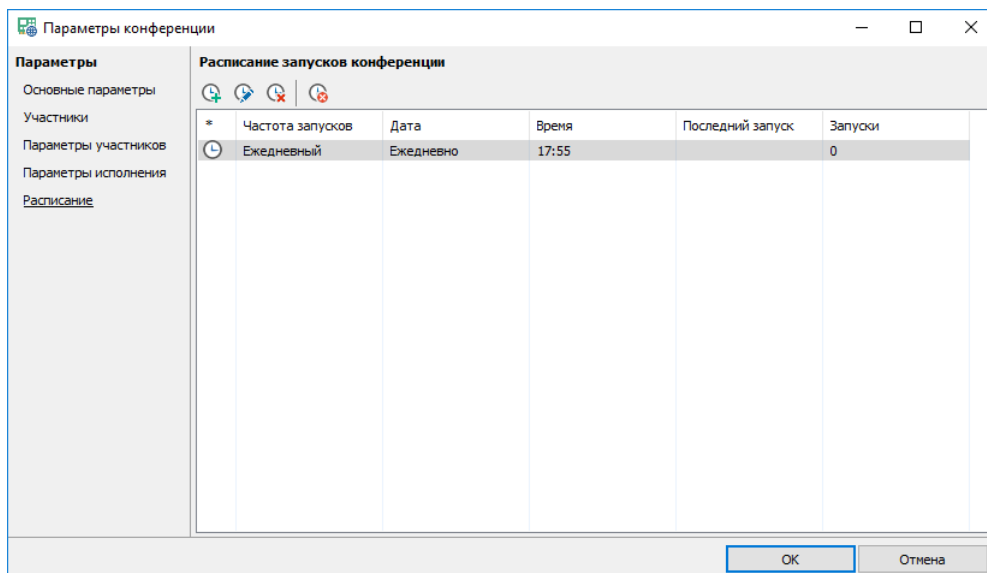 Параметры конференции
Параметры
Основные параметры
Участники
Параметры участников
Параметры исполнения
Расписание
Расписание запусков конференции
* Частота запусков Дата Время Последний запуск Запуски
Ежедневный Ежедневно 17:55 0
OK Отмена